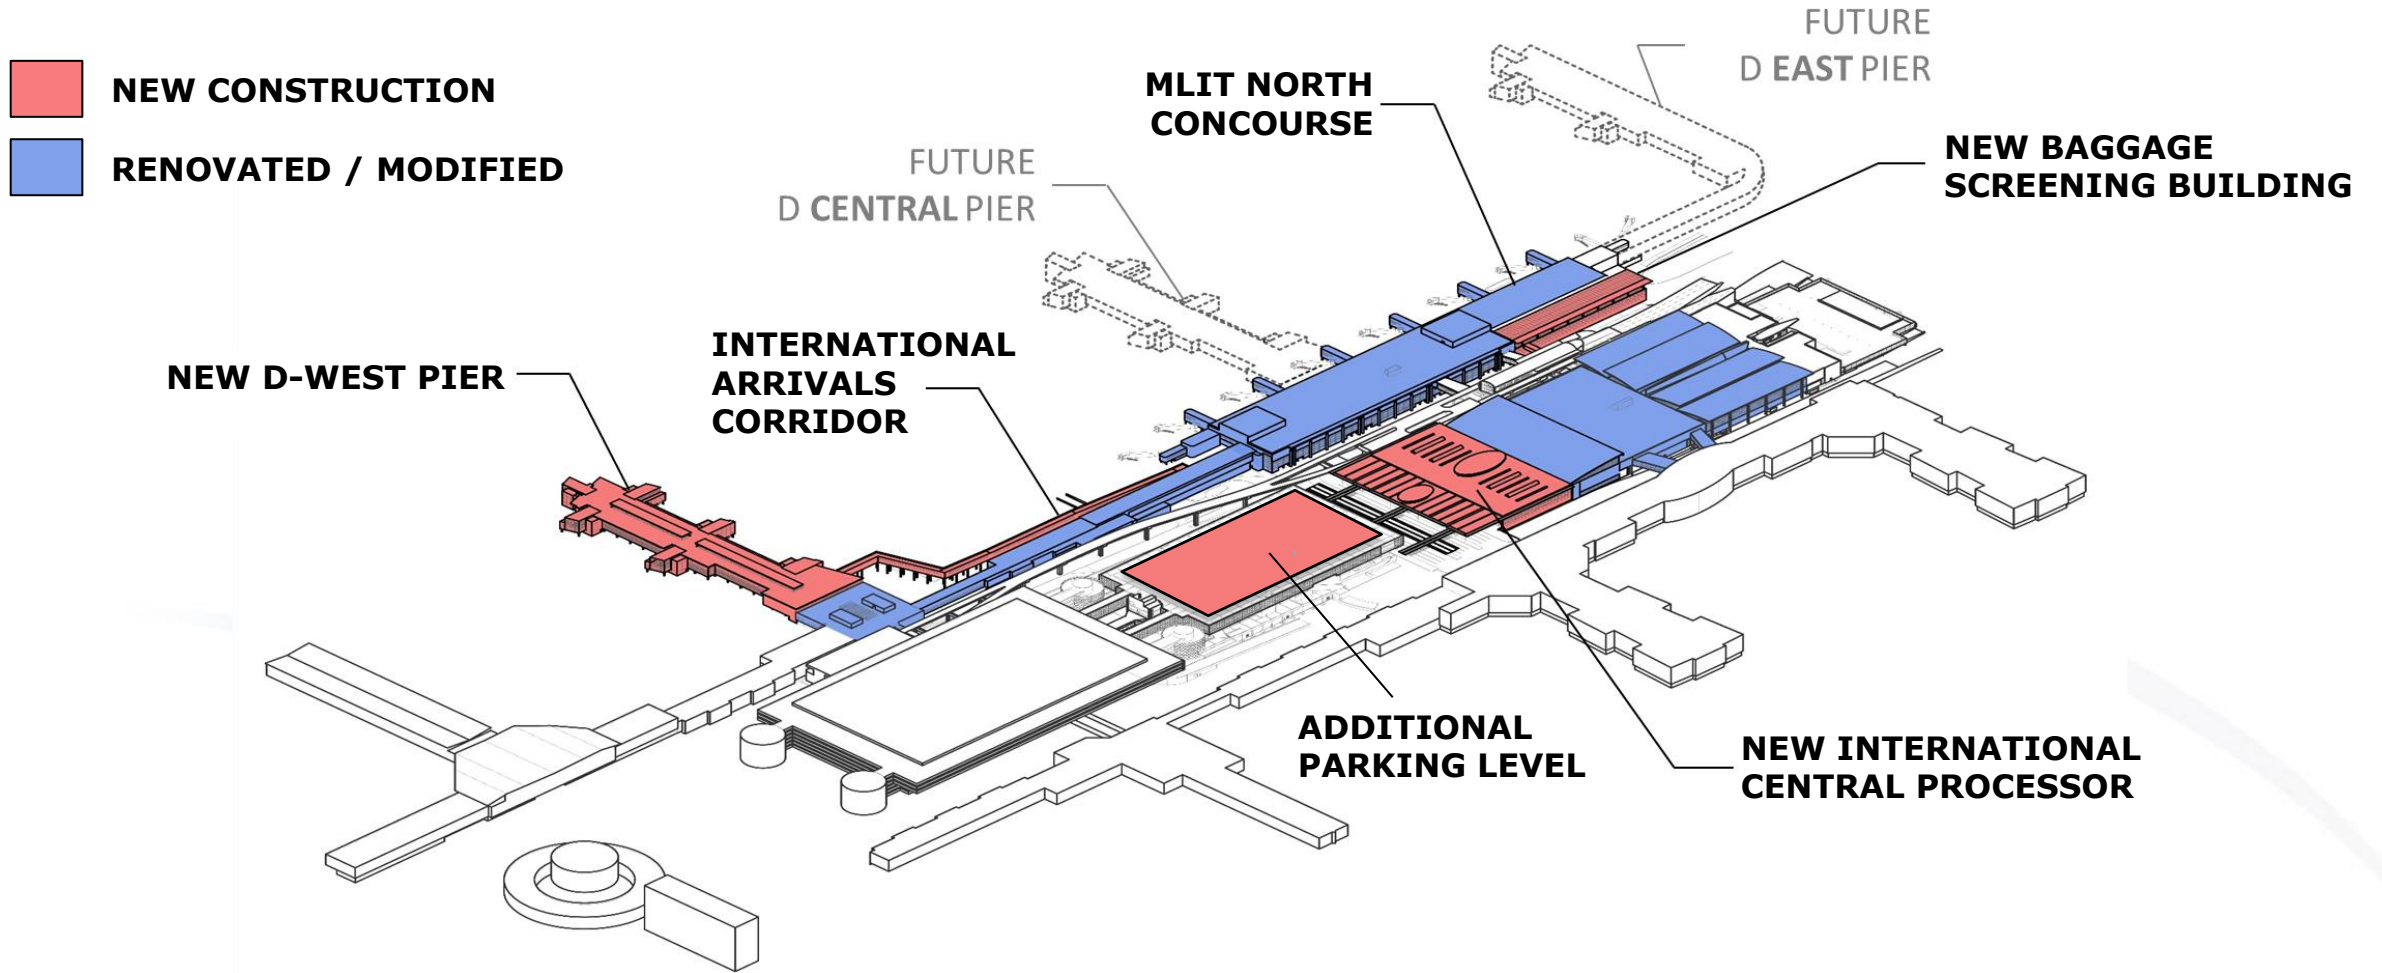 NEW CONSTRUCTION
RENOVATED / MODIFIED
FUTURE
D EAST PIER
MLIT NORTH
CONCOURSE
NEW BAGGAGE
SCREENING BUILDING
FUTURE
D CENTRAL PIER
INTERNATIONAL
ARRIVALS
CORRIDOR
NEW D-WEST PIER
ADDITIONAL
PARKING LEVEL
NEW INTERNATIONAL
CENTRAL PROCESSOR